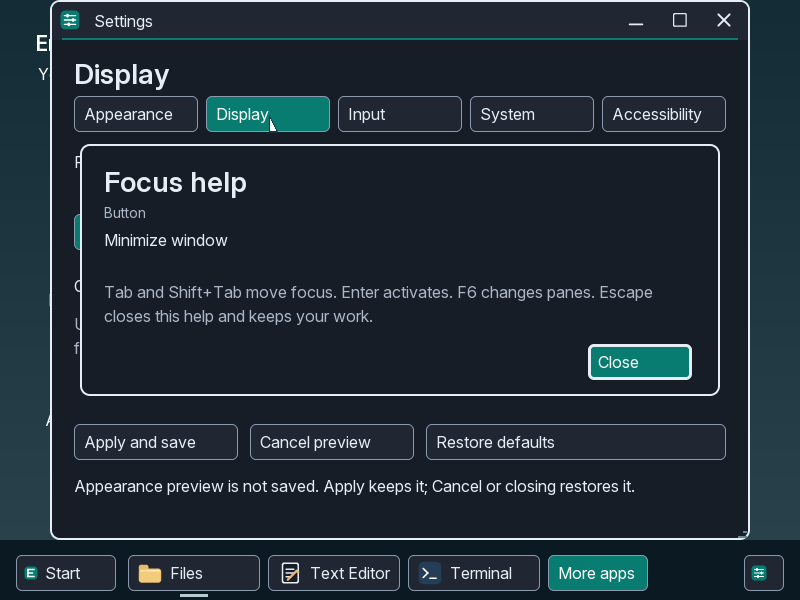 Settings
Display
Appearance
Display
Input
System
Accessibility
Focus help
Button
Minimize window
Tab and Shift+Tab move focus. Enter activates. F6 changes panes. Escape
closes this help and keeps your work.
Close
Apply and save
Cancel preview
Restore defaults
Appearance preview is not saved. Apply keeps it; Cancel or closing restores it.
Start
Files
Text Editor
Terminal
More apps